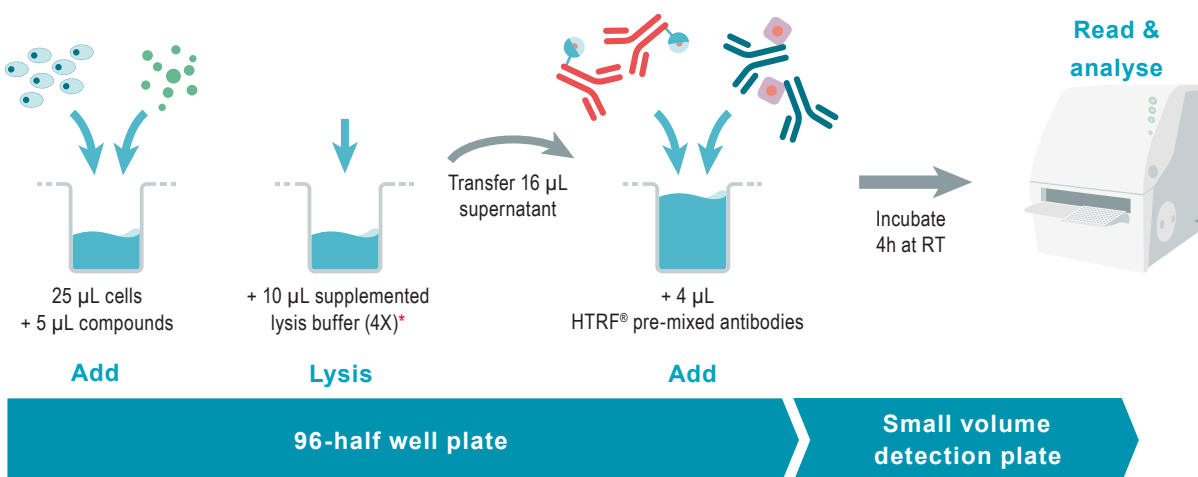 Read &
analyse
Transfer 16 µL
supernatant
Incubate
4h at RT
25 µL cells
+ 5 µL compounds
+ 10 µL supplemented
lysis buffer (4X)*
+ 4 µL
HTRF® pre-mixed antibodies
Add
Lysis
Add
96-half well plate
Small volume
detection plate